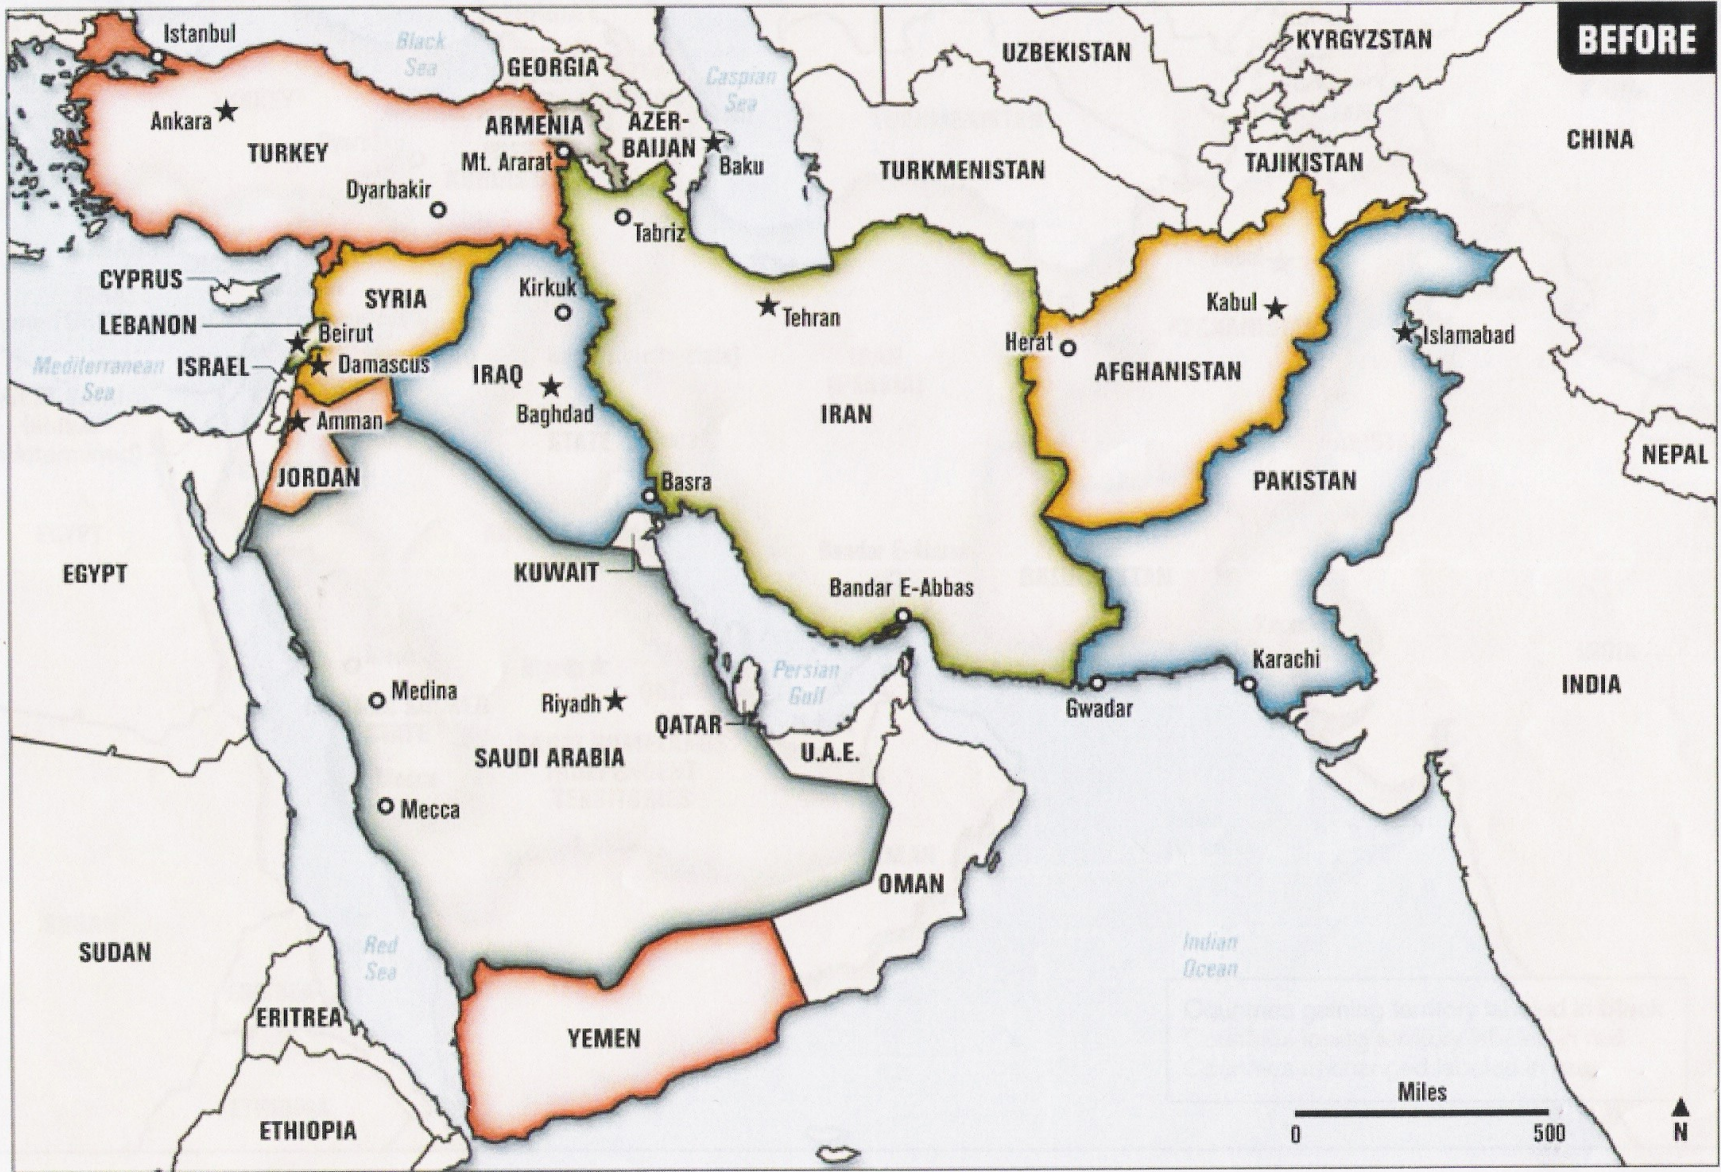 BEFORE
Istanbul
Black
Sea
GEORGIA
Caspian
Sea
UZBEKISTAN
KYRGYZSTAN
Ankara
TURKEY
ARMENIA
Mt. Ararat
AZER-
BAIJAN
Baku
TURKMENISTAN
TAJIKISTAN
CHINA
Dyarbakir
Tabriz
CYPRUS
SYRIA
Kirkuk
Tehran
Kabul
Islamabad
LEBANON
Beirut
Herat
Mediterranean
Sea
ISRAEL
Damascus
IRAQ
Baghdad
IRAN
AFGHANISTAN
Amman
JORDAN
Basra
PAKISTAN
NEPAL
EGYPT
KUWAIT
Bandar E-Abbas
Medina
Riyadh
Persian
Gulf
Karachi
Gwadar
INDIA
QATAR
SAUDI ARABIA
U.A.E.
Mecca
OMAN
SUDAN
Red
Sea
Indian
Ocean
ERITREA
YEMEN
ETHIOPIA
Miles
0
500
N